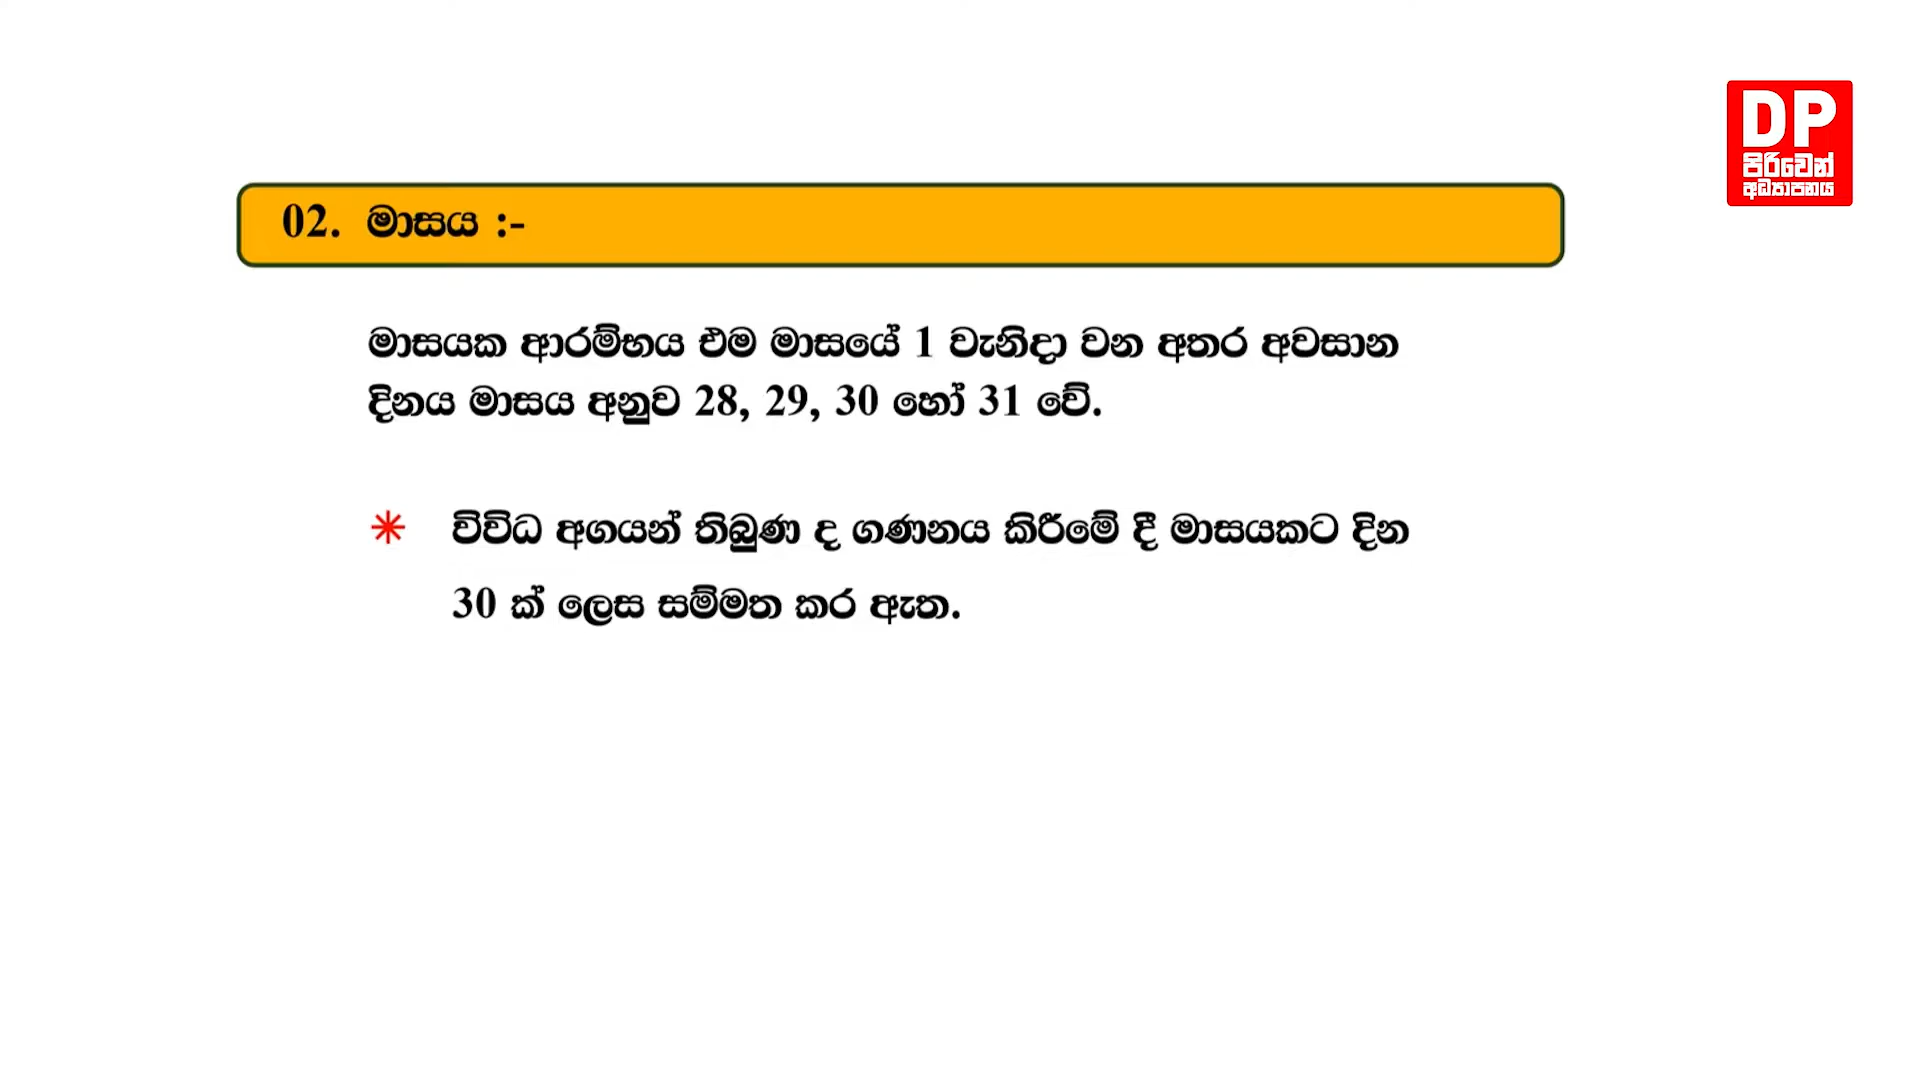 DP
පිරිවෙන්
අධ්‍යාපනය
02. මාසය :-
මාසයක ආරම්භය එම මාසයේ 1 වැනිදා වන අතර අවසාන
දිනය මාසය අනුව 28, 29, 30 හෝ 31 වේ.
✳ විවිධ අගයන් තිබුණ ද ගණනය කිරීමේ දී මාසයකට දින
30 ක් ලෙස සම්මත කර ඇත.